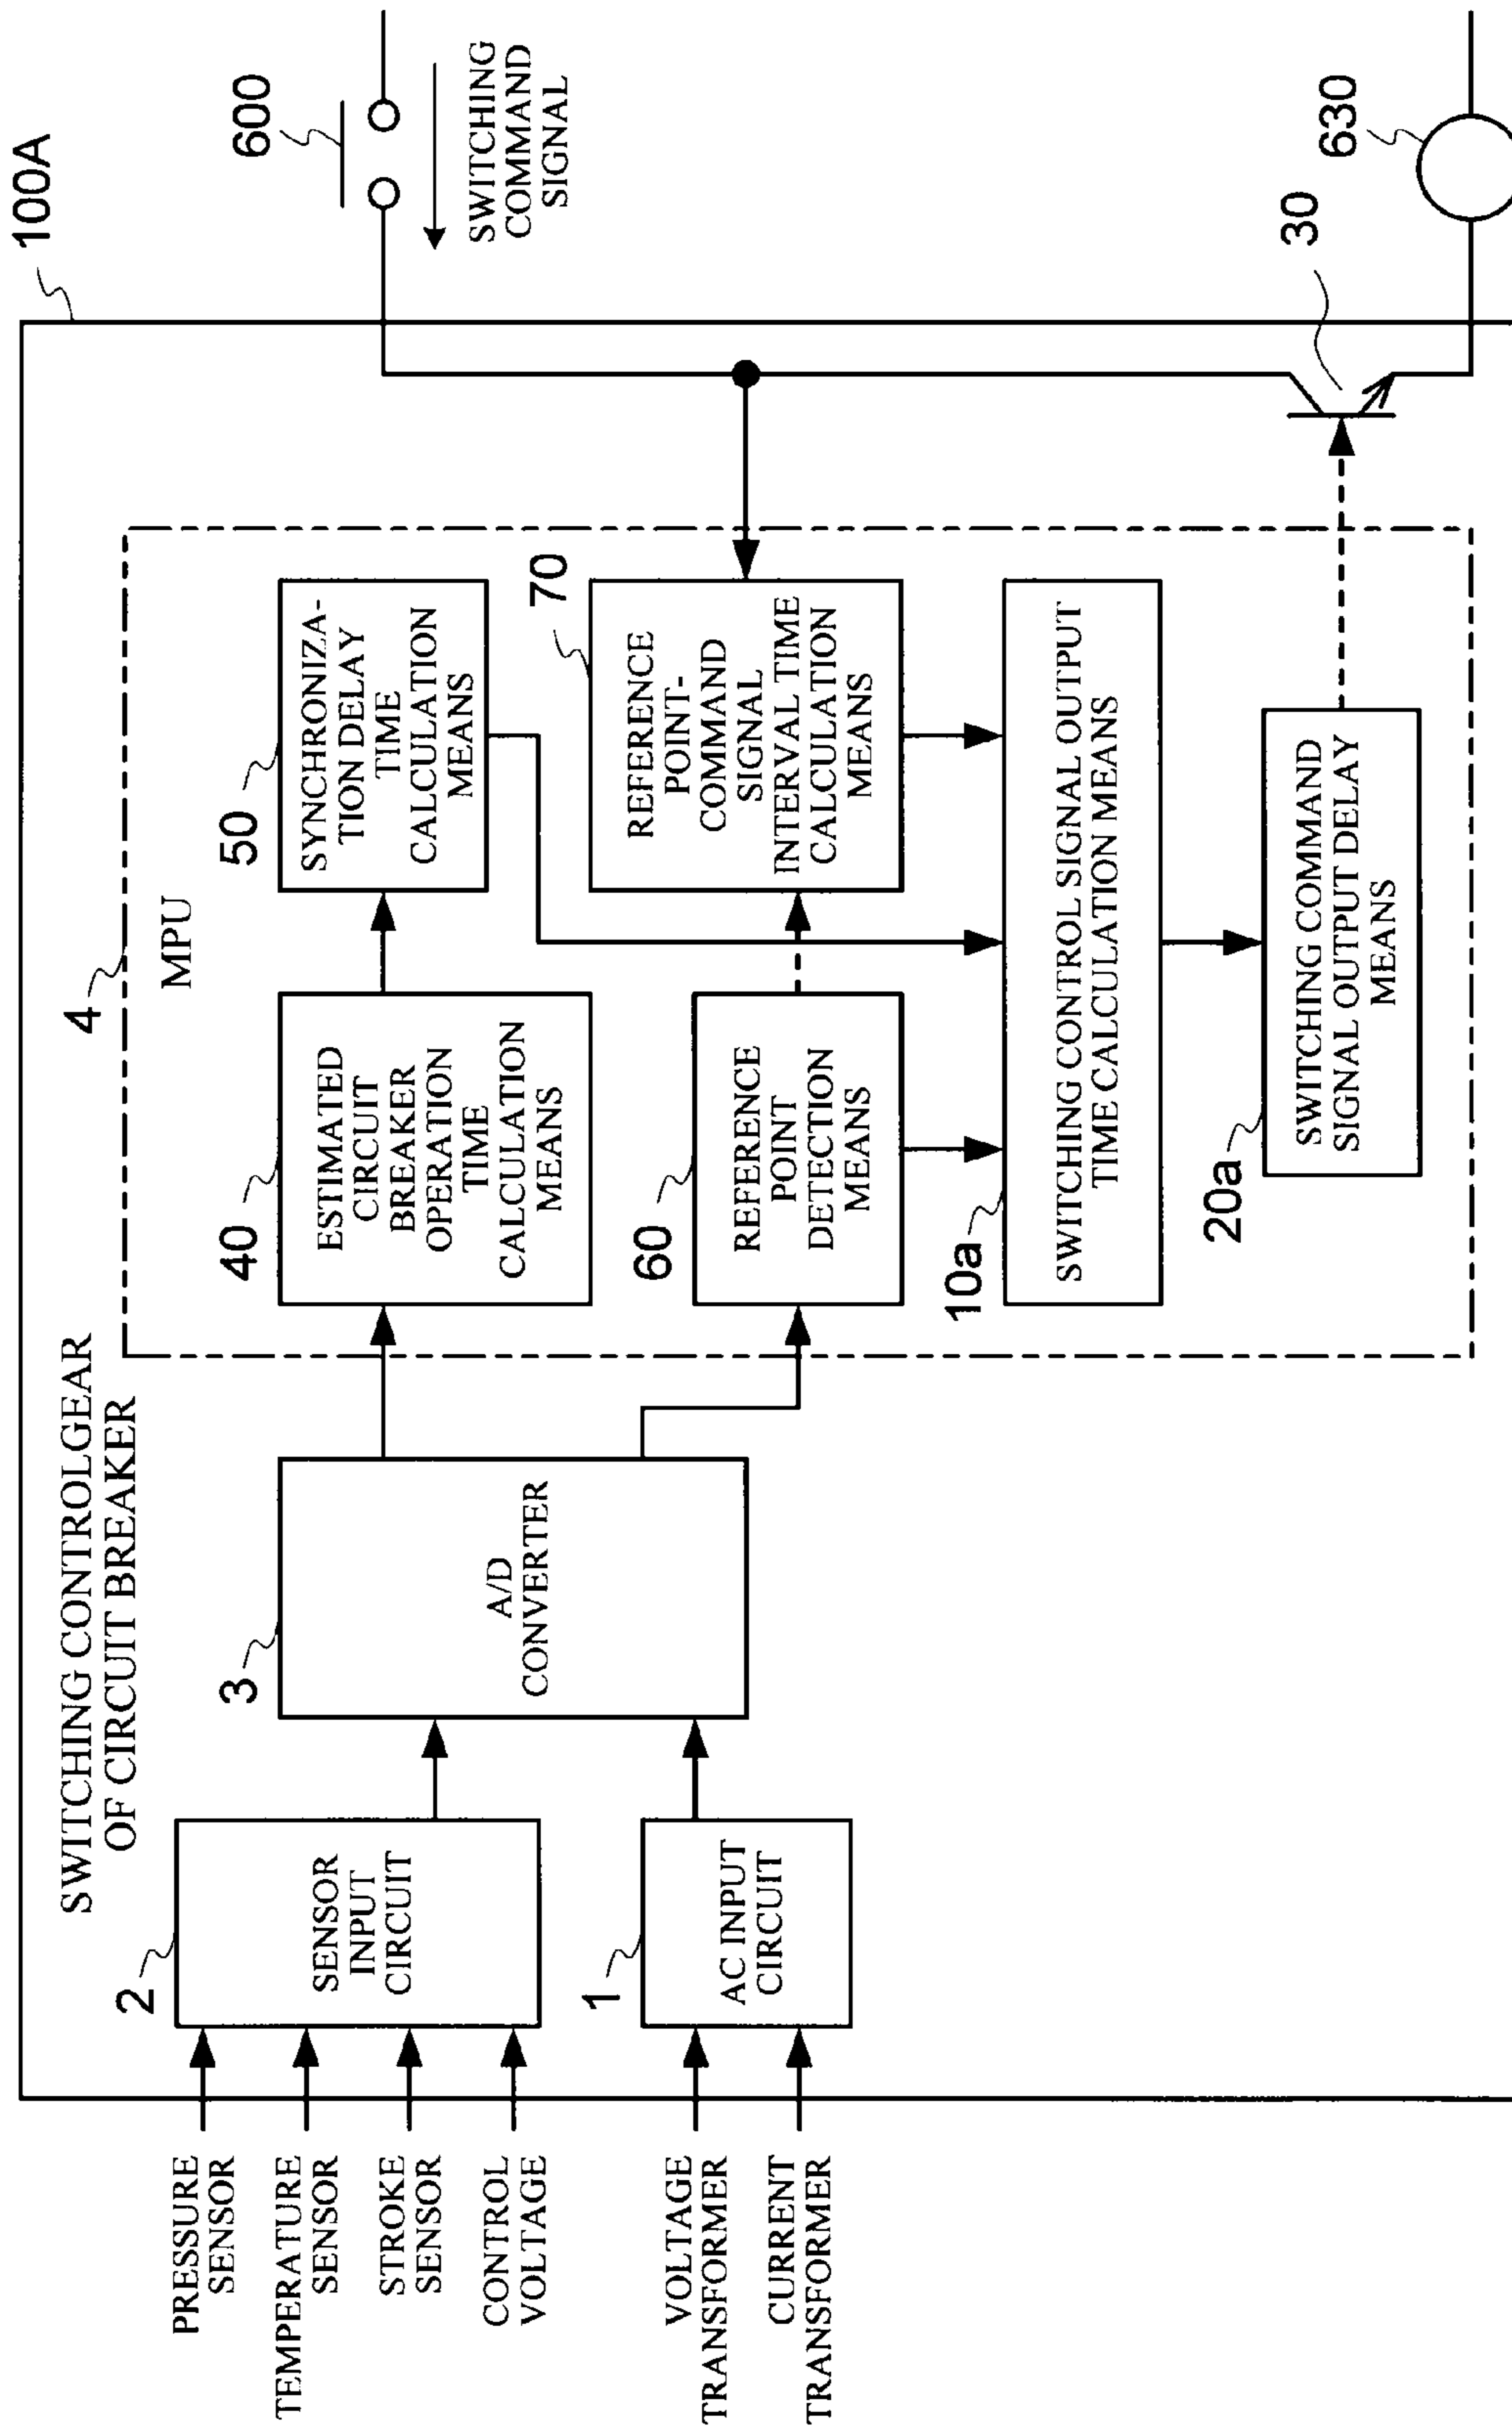 100A
SWITCHING CONTROLGEAR
OF CIRCUIT BREAKER
PRESSURE
SENSOR
TEMPERATURE
SENSOR
STROKE
SENSOR
CONTROL
VOLTAGE
VOLTAGE
TRANSFORMER
CURRENT
TRANSFORMER
2
SENSOR
INPUT
CIRCUIT
1
AC INPUT
CIRCUIT
3
A/D
CONVERTER
4
MPU
40
ESTIMATED
CIRCUIT
BREAKER
OPERATION
TIME
CALCULATION
MEANS
50
SYNCHRONIZA-
TION DELAY
TIME
CALCULATION
MEANS
60
REFERENCE
POINT
DETECTION
MEANS
70
REFERENCE
POINT-
COMMAND
SIGNAL
INTERVAL TIME
CALCULATION
MEANS
10a
SWITCHING CONTROL SIGNAL OUTPUT
TIME CALCULATION MEANS
20a
SWITCHING COMMAND
SIGNAL OUTPUT DELAY
MEANS
600
SWITCHING
COMMAND
SIGNAL
30
630